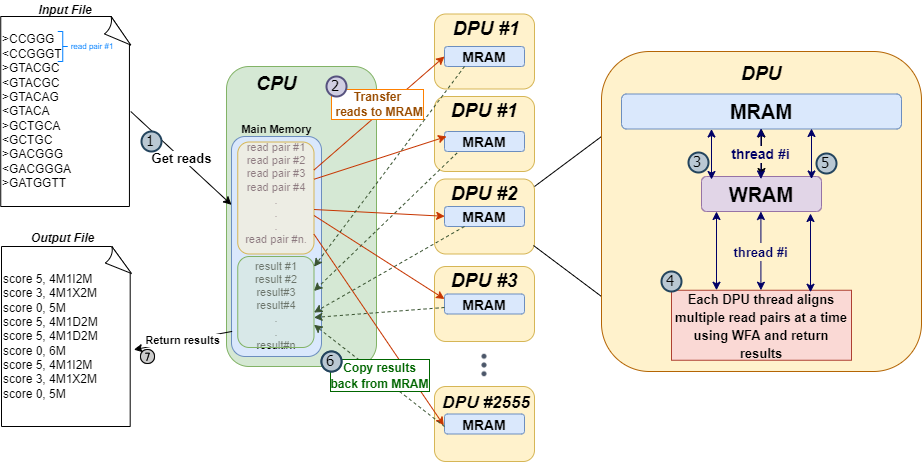 Input File
>CCGGG
<CCGGGT
read pair #1
>GTACGC
<GTACGC
>GTACAG
<GTACA
>GCTGCA
<GCTGC
>GACGGG
<GACGGGA
>GATGGTT
1
Get reads
CPU
Main Memory
read pair #1
read pair #2
read pair #3
read pair #4
.
.
read pair #n.
result #1
result #2
result#3
result#4
.
.
result#n
2
Transfer
reads to MRAM
DPU #1
MRAM
DPU #1
MRAM
DPU #2
MRAM
DPU #3
MRAM
DPU #2555
MRAM
DPU
MRAM
3
thread #i
5
WRAM
thread #i
4
Each DPU thread aligns
multiple read pairs at a time
using WFA and return
results
6
Copy results
back from MRAM
Return results
7
Output File
score 5, 4M1I2M
score 3, 4M1X2M
score 0, 5M
score 5, 4M1D2M
score 5, 4M1D2M
score 0, 6M
score 5, 4M1I2M
score 3, 4M1X2M
score 0, 5M